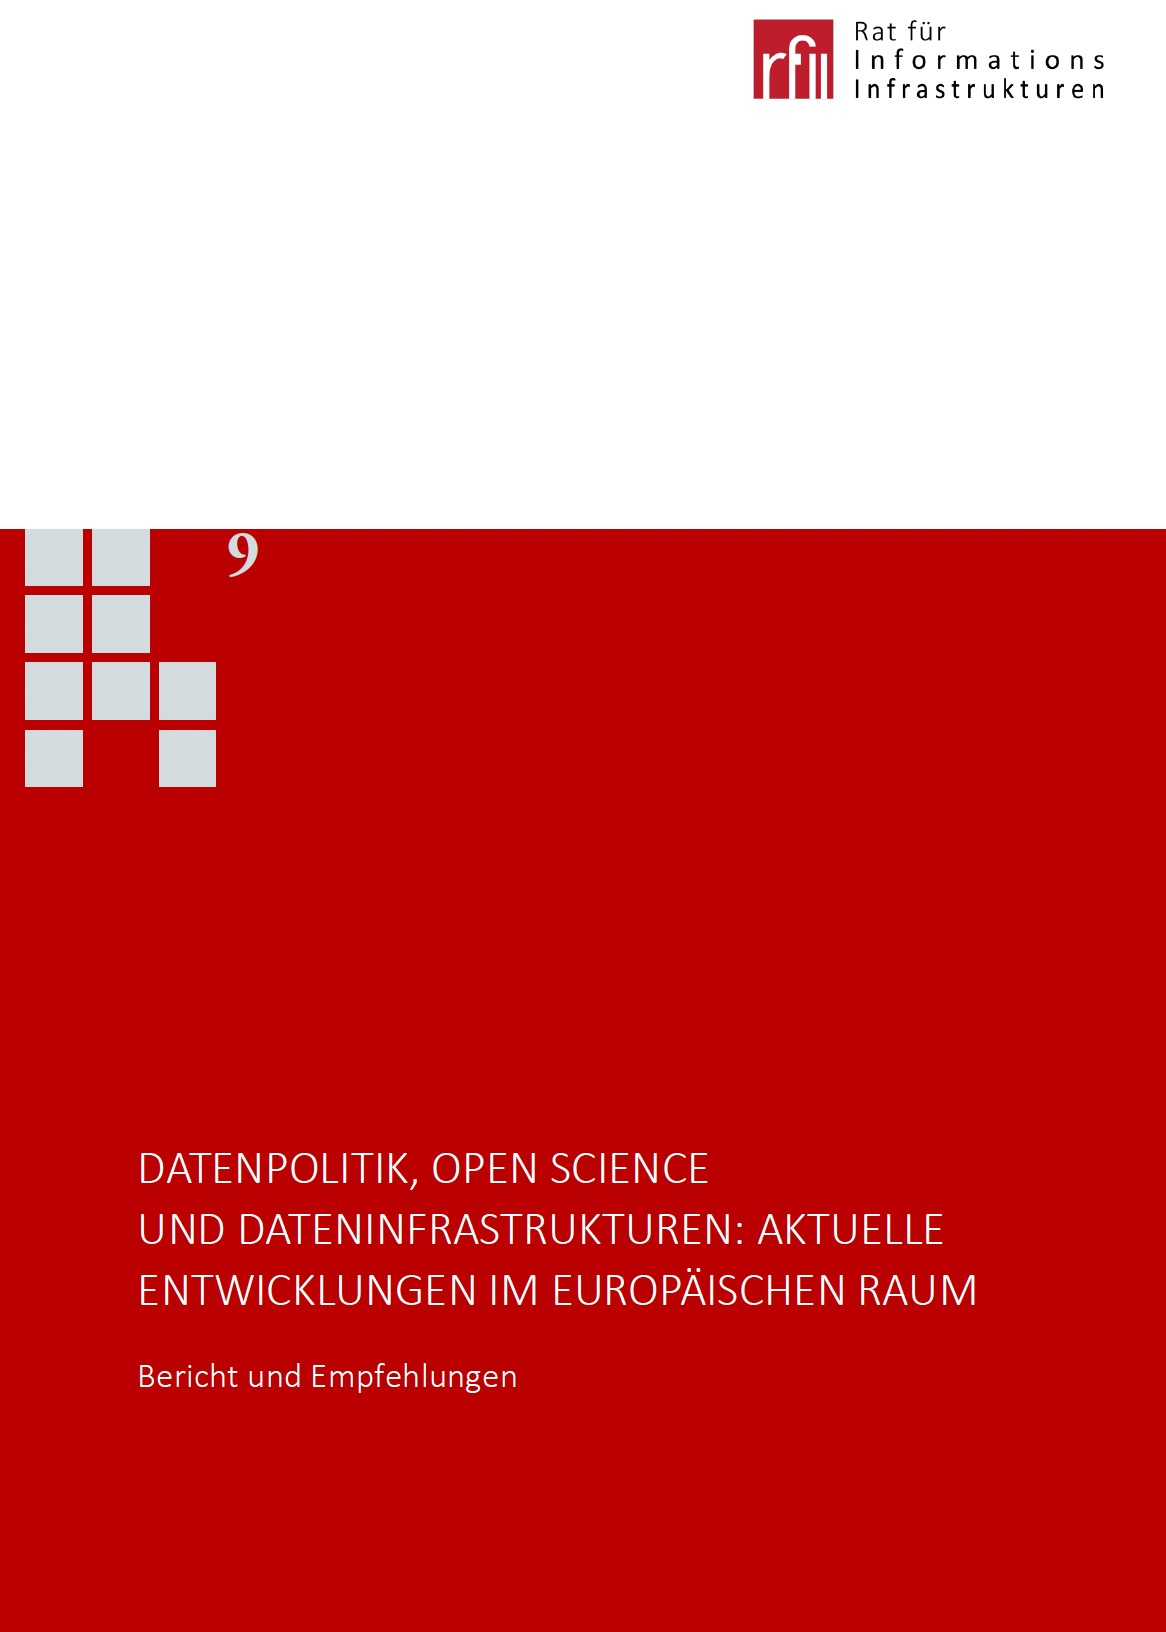 rfii
Rat für
Informations
Infrastrukturen
9
DATENPOLITIK, OPEN SCIENCE
UND DATENINFRASTRUKTUREN: AKTUELLE
ENTWICKLUNGEN IM EUROPÄISCHEN RAUM
Bericht und Empfehlungen